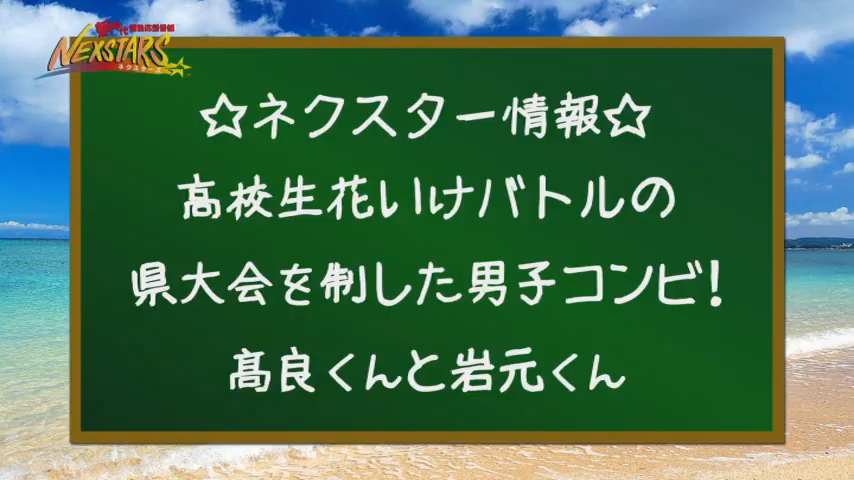 NEXSTARS
ネクスターズ
☆ネクスター情報☆
高校生花いけバトルの
県大会を制した男子コンビ!
髙良くんと岩元くん